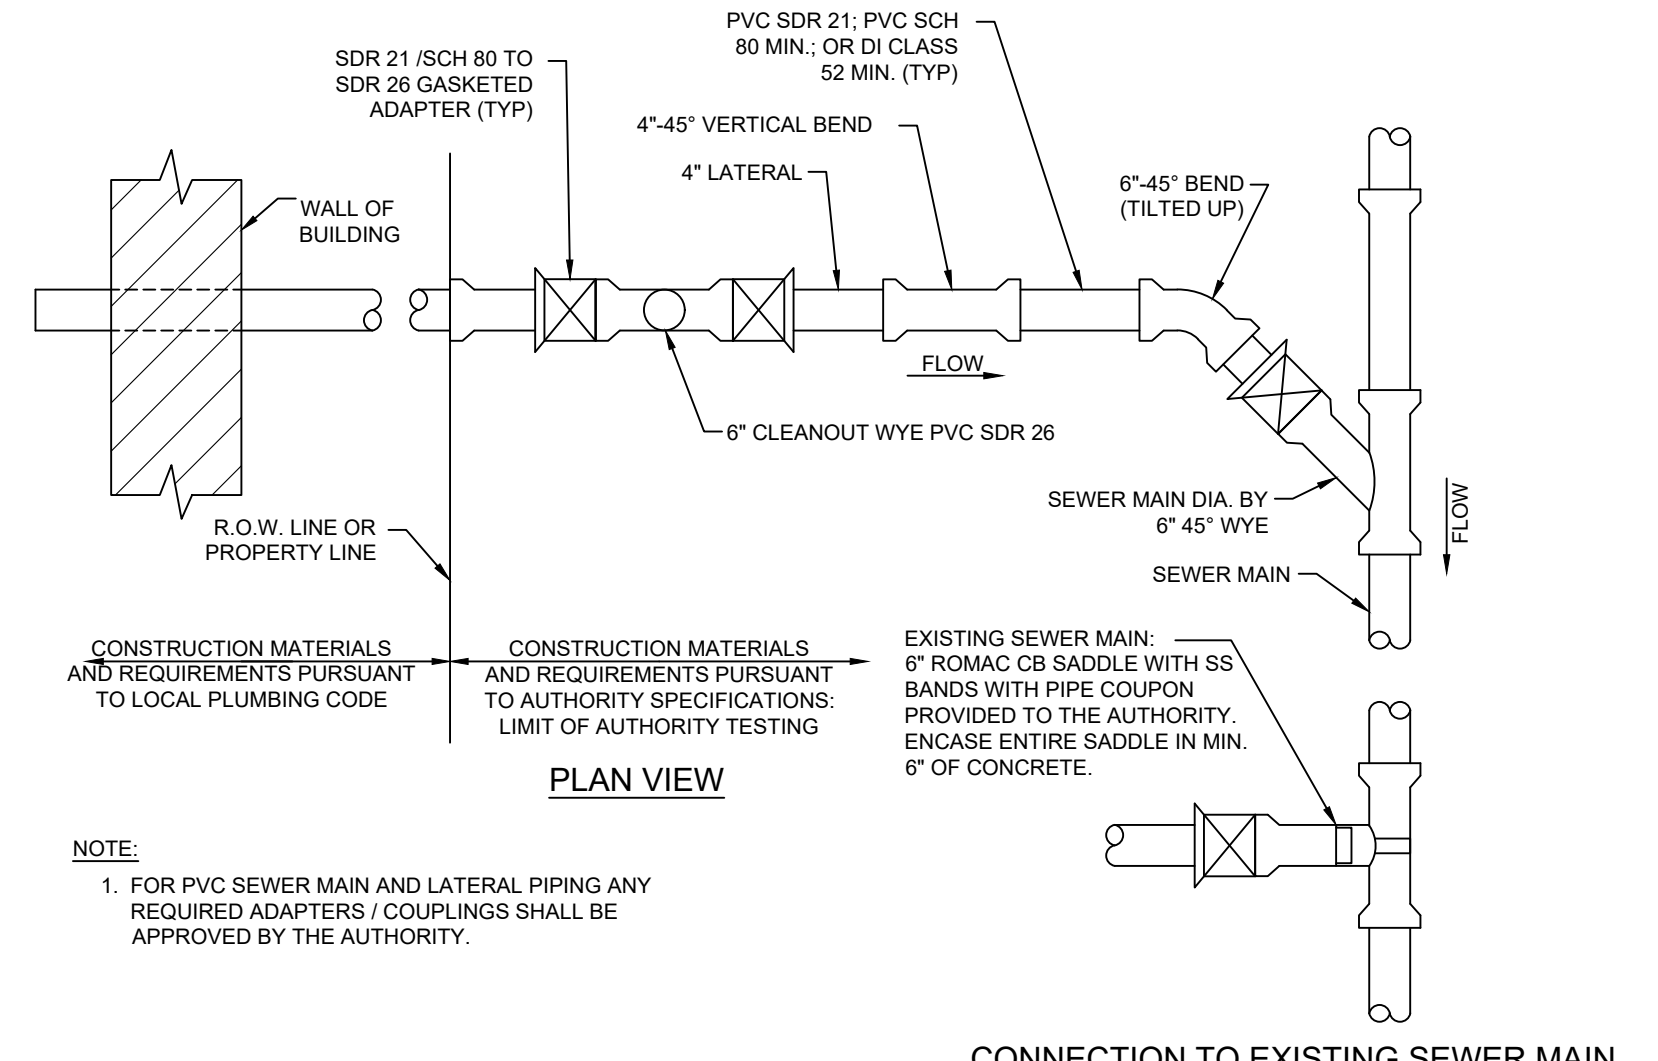 PVC SDR 21; PVC SCH
80 MIN.; OR DI CLASS
52 MIN. (TYP)
SDR 21 /SCH 80 TO
SDR 26 GASKETED
ADAPTER (TYP)
4"-45° VERTICAL BEND
4" LATERAL
6"-45° BEND
(TILTED UP)
WALL OF
BUILDING
FLOW
6" CLEANOUT WYE PVC SDR 26
SEWER MAIN DIA. BY
6" 45° WYE
FLOW
R.O.W. LINE OR
PROPERTY LINE
SEWER MAIN
CONSTRUCTION MATERIALS
AND REQUIREMENTS PURSUANT
TO LOCAL PLUMBING CODE
CONSTRUCTION MATERIALS
AND REQUIREMENTS PURSUANT
TO AUTHORITY SPECIFICATIONS:
LIMIT OF AUTHORITY TESTING
EXISTING SEWER MAIN:
6" ROMAC CB SADDLE WITH SS
BANDS WITH PIPE COUPON
PROVIDED TO THE AUTHORITY.
ENCASE ENTIRE SADDLE IN MIN.
6" OF CONCRETE.
PLAN VIEW
NOTE:
1. FOR PVC SEWER MAIN AND LATERAL PIPING ANY
REQUIRED ADAPTERS / COUPLINGS SHALL BE
APPROVED BY THE AUTHORITY.
CONNECTION TO EXISTING SEWER MAIN